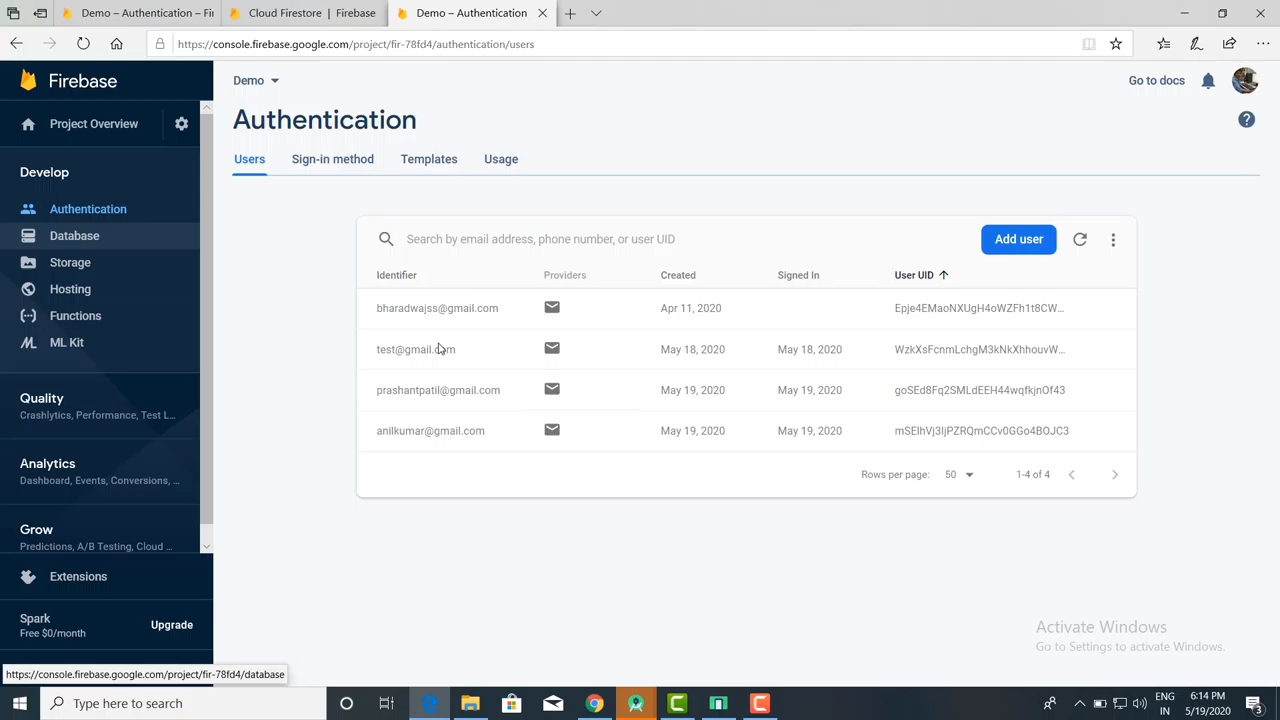 Demo – Authentication – Fi
Cloud Firestore | Firebase
Demo – Authentication –
https://console.firebase.google.com/project/fir-78fd4/authentication/users
Firebase
Demo
Go to docs
Project Overview
Authentication
Users
Sign-in method
Templates
Usage
Develop
Authentication
Database
Storage
Hosting
Functions
ML Kit
Search by email address, phone number, or user UID
Add user
Identifier
Providers
Created
Signed In
User UID
bharadwajss@gmail.com
Apr 11, 2020
Epje4EMaoNXUgH4oWZFh1t8CW...
test@gmail.com
May 18, 2020
May 18, 2020
WzkXsFcnmLchgM3kNkXhhouvW...
prashantpatil@gmail.com
May 19, 2020
May 19, 2020
goSEd8Fq2SMLdEEH44wqfkjnOf43
anilkumar@gmail.com
May 19, 2020
May 19, 2020
mSEIhVj3IjPZRQmCCv0GGo4BOJC3
Rows per page:
50
1-4 of 4
Quality
Crashlytics, Performance, Test L...
Analytics
Dashboard, Events, Conversions, ...
Grow
Predictions, A/B Testing, Cloud ...
Extensions
Spark
Free $0/month
Upgrade
Activate Windows
Go to Settings to activate Windows.
https://console.firebase.google.com/project/fir-78fd4/database
Type here to search
ENG
IN
6:14 PM
5/19/2020
3